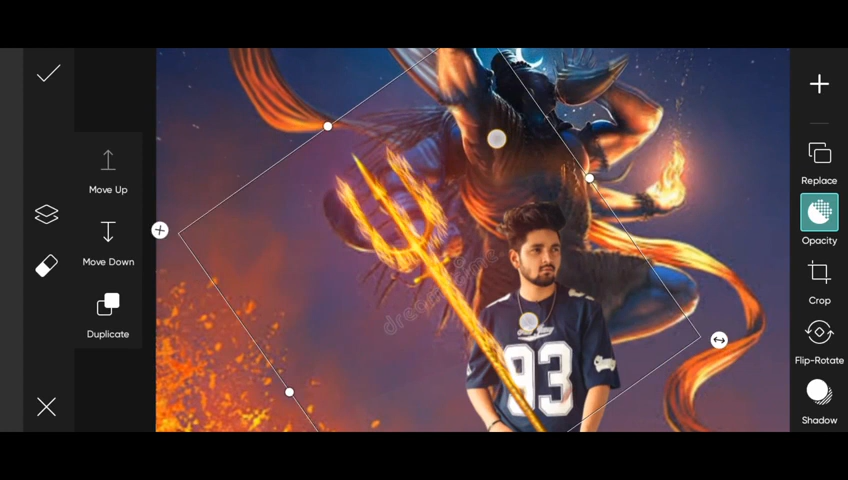 Move Up
Move Down
Duplicate
Replace
Opacity
Crop
Flip-Rotate
Shadow
93